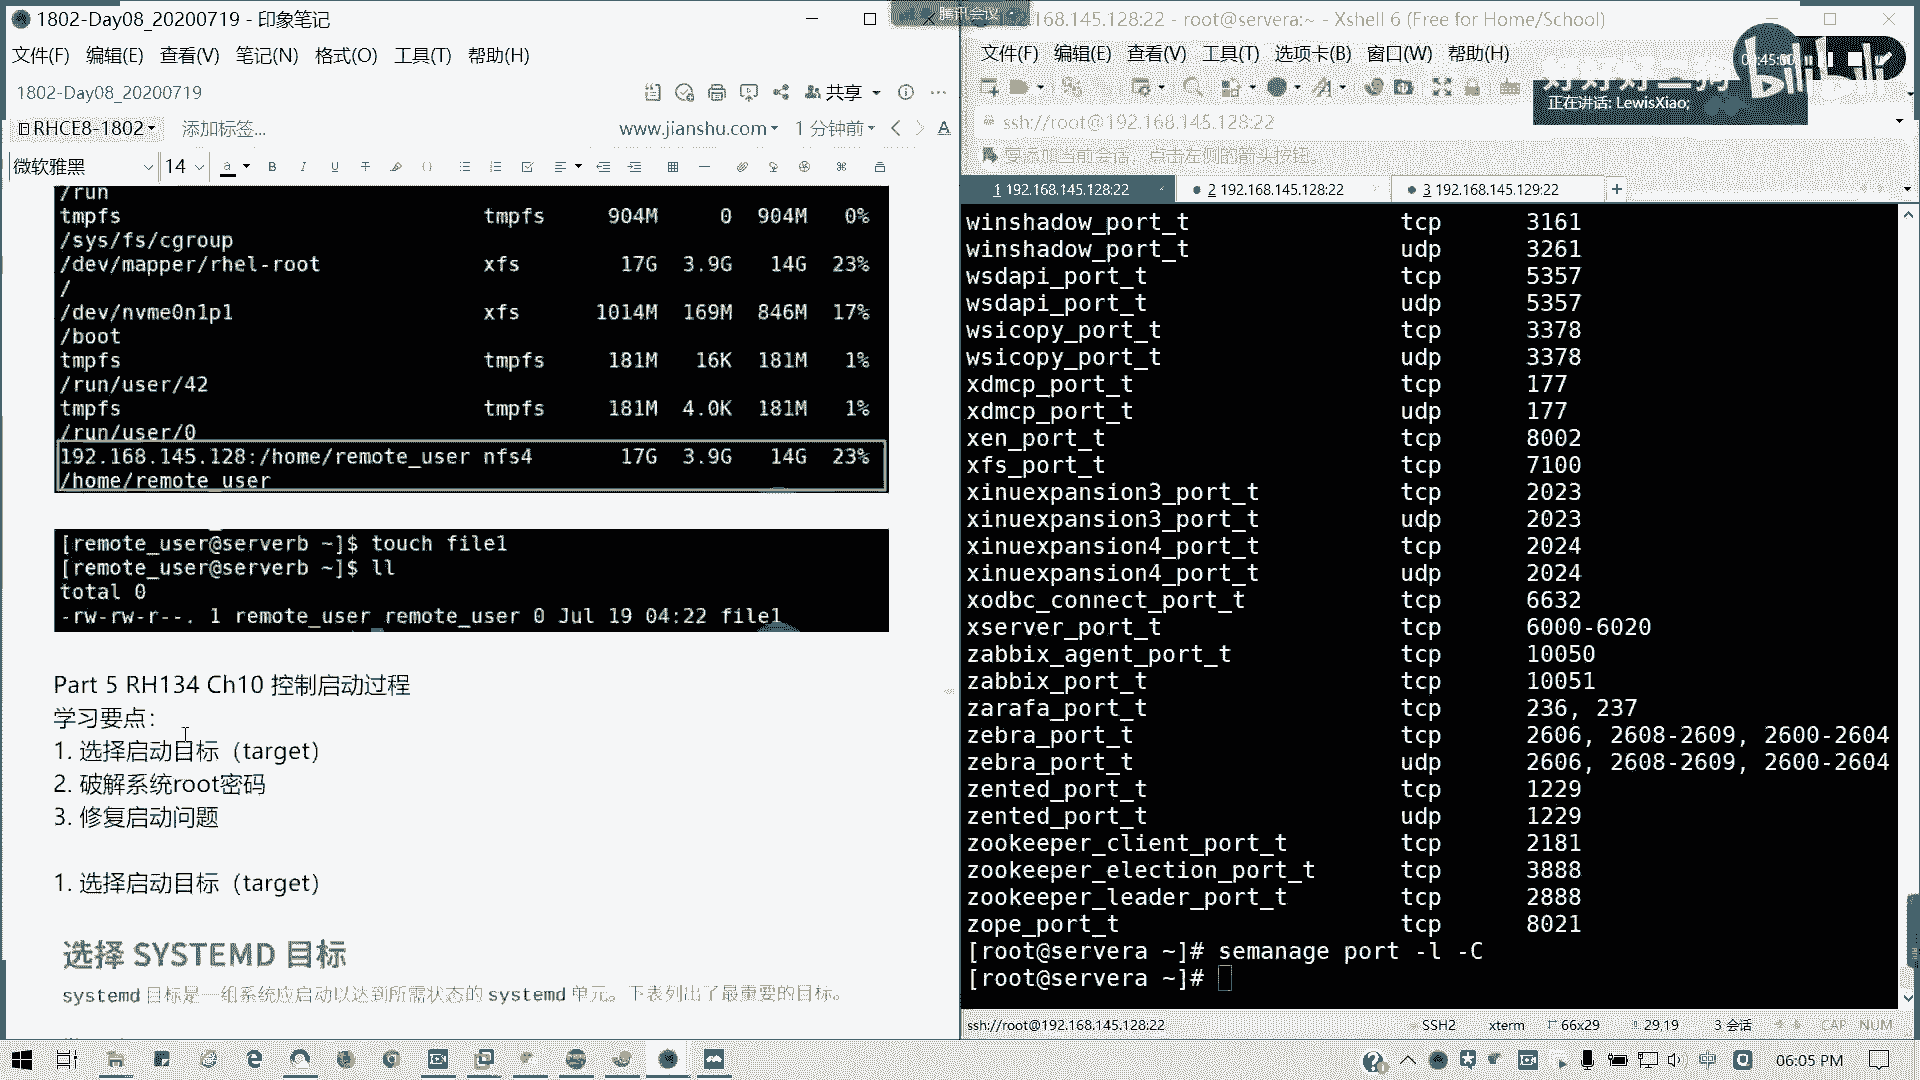 1802-Day08_20200719 - 印象笔记
文件(F) 编辑(E) 查看(V) 笔记(N) 格式(O) 工具(T) 帮助(H)
1802-Day08_20200719
共享
RHCE8-1802
添加标签...
www.jianshu.com
1 分钟前
微软雅黑
14
/run
tmpfs tmpfs 904M 0 904M 0%
/sys/fs/cgroup
/dev/mapper/rhel-root xfs 17G 3.9G 14G 23%
/
/dev/nvme0n1p1 xfs 1014M 169M 846M 17%
/boot
tmpfs tmpfs 181M 16K 181M 1%
/run/user/42
tmpfs tmpfs 181M 4.0K 181M 1%
/run/user/0
192.168.145.128:/home/remote_user nfs4 17G 3.9G 14G 23%
/home/remote_user
[remote_user@serverb ~]$ touch file1
[remote_user@serverb ~]$ ll
total 0
-rw-rw-r--. 1 remote_user remote_user 0 Jul 19 04:22 file1
Part 5 RH134 Ch10 控制启动过程
学习要点：
1. 选择启动目标（target）
2. 破解系统root密码
3. 修复启动问题
1. 选择启动目标（target）
选择 SYSTEMD 目标
systemd 目标是一组系统应启动以达到所需状态的 systemd 单元。下表列出了最重要的目标。
腾讯会议
192.168.145.128:22 - root@servera:~ - Xshell 6 (Free for Home/School)
文件(F) 编辑(E) 查看(V) 工具(T) 选项卡(B) 窗口(W) 帮助(H)
bilibili
正在讲话: LewisXiao;
ssh://root@192.168.145.128:22
要添加当前会话，点击左侧的箭头按钮。
1 192.168.145.128:22
2 192.168.145.128:22
3 192.168.145.129:22
winshadow_port_t tcp 3161
winshadow_port_t udp 3261
wsdapi_port_t tcp 5357
wsdapi_port_t udp 5357
wsicopy_port_t tcp 3378
wsicopy_port_t udp 3378
xdmcp_port_t tcp 177
xdmcp_port_t udp 177
xen_port_t tcp 8002
xfs_port_t tcp 7100
xinuexpansion3_port_t tcp 2023
xinuexpansion3_port_t udp 2023
xinuexpansion4_port_t tcp 2024
xinuexpansion4_port_t udp 2024
xodbc_connect_port_t tcp 6632
xserver_port_t tcp 6000-6020
zabbix_agent_port_t tcp 10050
zabbix_port_t tcp 10051
zarafa_port_t tcp 236, 237
zebra_port_t tcp 2606, 2608-2609, 2600-2604
zebra_port_t udp 2606, 2608-2609, 2600-2604
zented_port_t tcp 1229
zented_port_t udp 1229
zookeeper_client_port_t tcp 2181
zookeeper_election_port_t tcp 3888
zookeeper_leader_port_t tcp 2888
zope_port_t tcp 8021
[root@servera ~]# semanage port -l -C
[root@servera ~]#
ssh://root@192.168.145.128:22 SSH2 xterm 66x29 29,19 3 会话 CAP NUM
中
06:05 PM